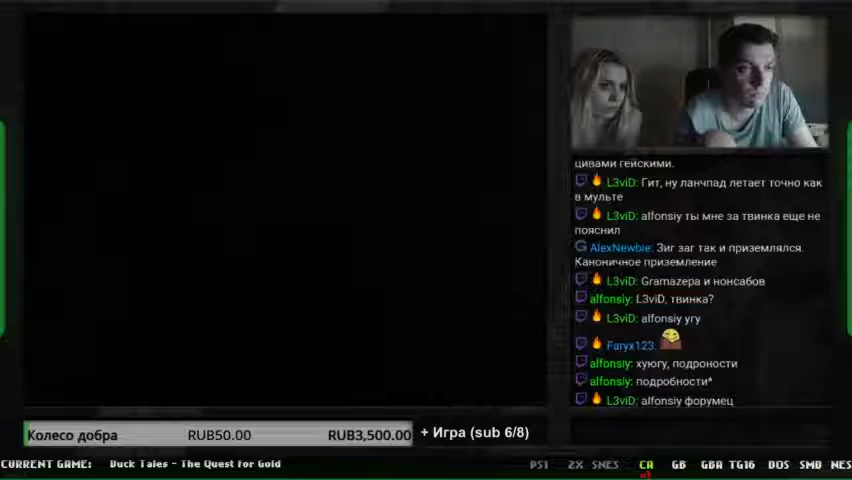 цивами гейскими.
L3viD: Гит, ну ланчпад летает точно как
в мульте
L3viD: alfonsiy ты мне за твинка еще не
пояснил
AlexNewbie: Зиг заг так и приземлялся.
Каноничное приземление
L3viD: Gramazepa и нонсабов
alfonsiy: L3viD, твинка?
L3viD: alfonsiy угу
Faryx123:
alfonsiy: хуюгу, подроности
alfonsiy: подробности*
L3viD: alfonsiy форумец
Колесо добра RUB50.00 RUB3,500.00 + Игра (sub 6/8)
CURRENT GAME: Duck Tales - The Quest for Gold PS1 ZX SNES CA GB GBA TG16 DOS SMD NES